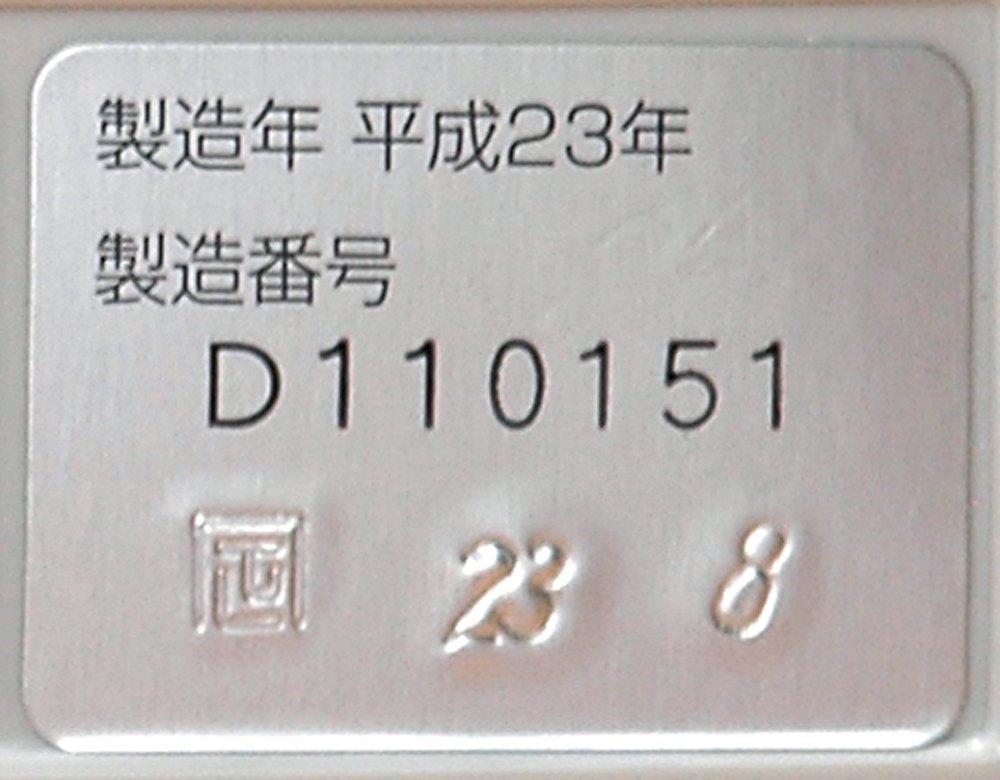 製造年 平成23年
製造番号
D110151
23 8